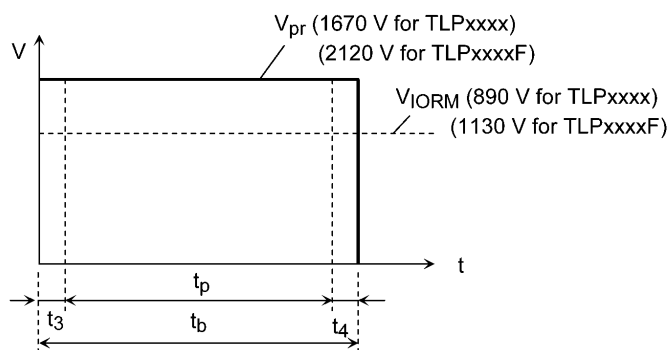 Vpr (1670 V for TLPxxxx)
(2120 V for TLPxxxxF)
V
VIORM (890 V for TLPxxxx)
(1130 V for TLPxxxxF)
t
tp
t3
t4
tb